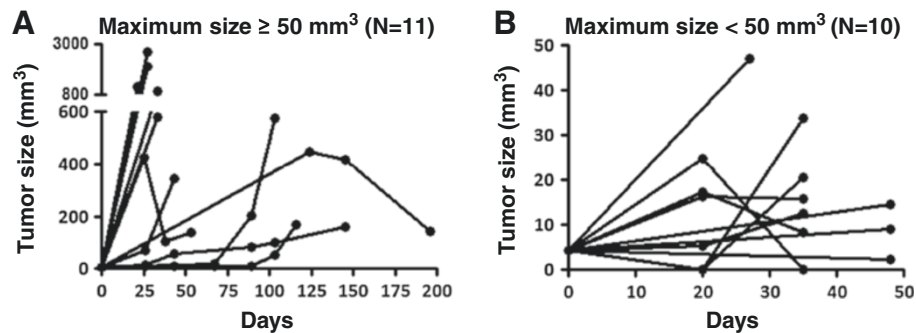 A Maximum size ≥ 50 mm³ (N=11)
3000
800
600
400
200
0
Tumor size (mm³)
0 25 50 75 100 125 150 175 200
Days
B Maximum size < 50 mm³ (N=10)
50
40
30
20
10
0
Tumor size (mm³)
0 10 20 30 40 50
Days